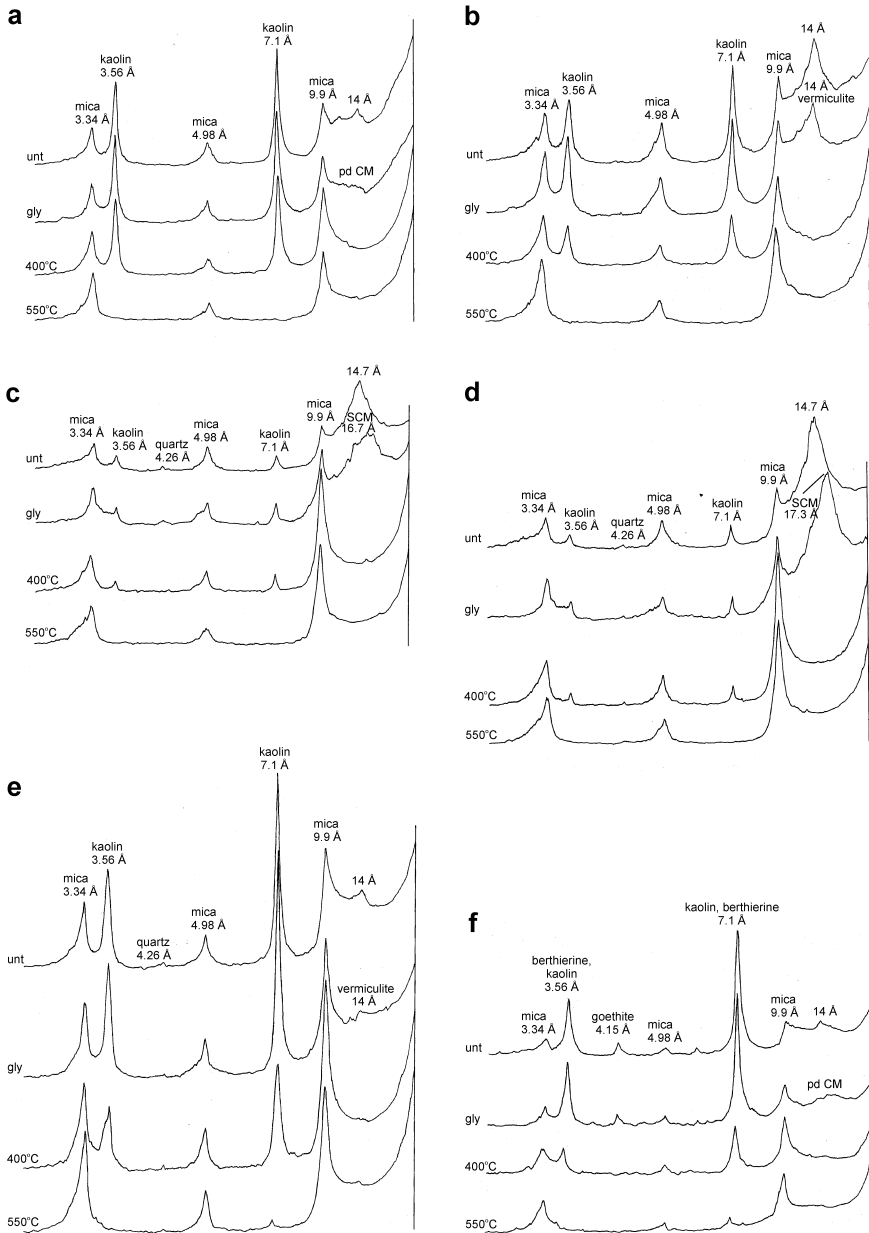 a
kaolin
3.56 Å
kaolin
7.1 Å
mica
3.34 Å
mica
4.98 Å
mica
9.9 Å
14 Å
unt
pd CM
gly
400°C
550°C
b
14 Å
mica
3.34 Å
kaolin
3.56 Å
mica
4.98 Å
kaolin
7.1 Å
mica
9.9 Å
14 Å
vermiculite
unt
gly
400°C
550°C
c
14.7 Å
mica
3.34 Å
kaolin
3.56 Å
quartz
4.26 Å
mica
4.98 Å
kaolin
7.1 Å
mica
9.9 Å
SCM
16.7 Å
unt
gly
400°C
550°C
d
14.7 Å
mica
3.34 Å
kaolin
3.56 Å
quartz
4.26 Å
mica
4.98 Å
kaolin
7.1 Å
mica
9.9 Å
SCM
17.3 Å
unt
gly
400°C
550°C
e
kaolin
7.1 Å
mica
3.34 Å
kaolin
3.56 Å
quartz
4.26 Å
mica
4.98 Å
mica
9.9 Å
14 Å
unt
vermiculite
14 Å
gly
400°C
550°C
f
kaolin, berthierine
7.1 Å
berthierine,
kaolin
3.56 Å
mica
3.34 Å
goethite
4.15 Å
mica
4.98 Å
mica
9.9 Å
14 Å
unt
pd CM
gly
400°C
550°C